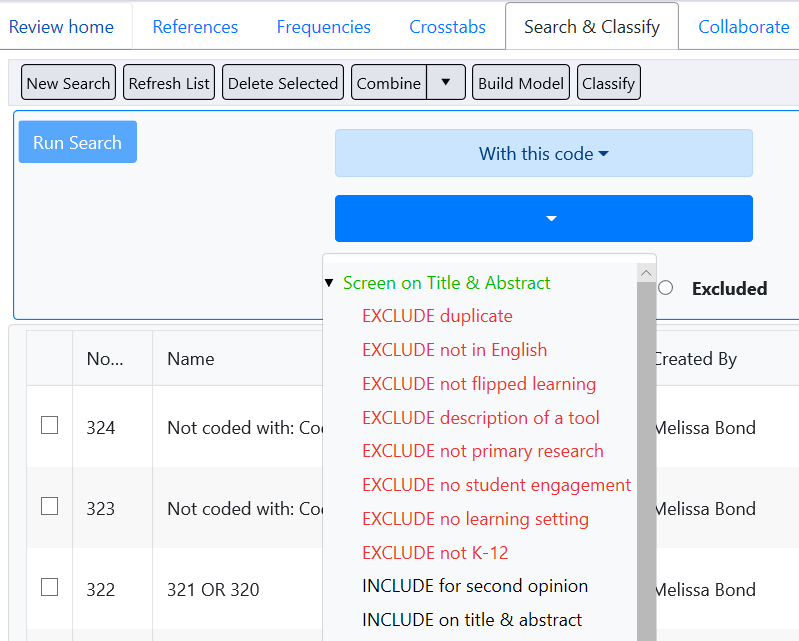 Review home References Frequencies Crosstabs Search & Classify Collaborate
New Search Refresh List Delete Selected Combine Build Model Classify
Run Search
With this code
Screen on Title & Abstract
Excluded
EXCLUDE duplicate
EXCLUDE not in English
No... Name Created By
EXCLUDE not flipped learning
EXCLUDE description of a tool
324 Not coded with: Melissa Bond
EXCLUDE not primary research
EXCLUDE no student engagement
323 Not coded with: Melissa Bond
EXCLUDE no learning setting
EXCLUDE not K-12
322 321 OR 320 Melissa Bond
INCLUDE for second opinion
INCLUDE on title & abstract